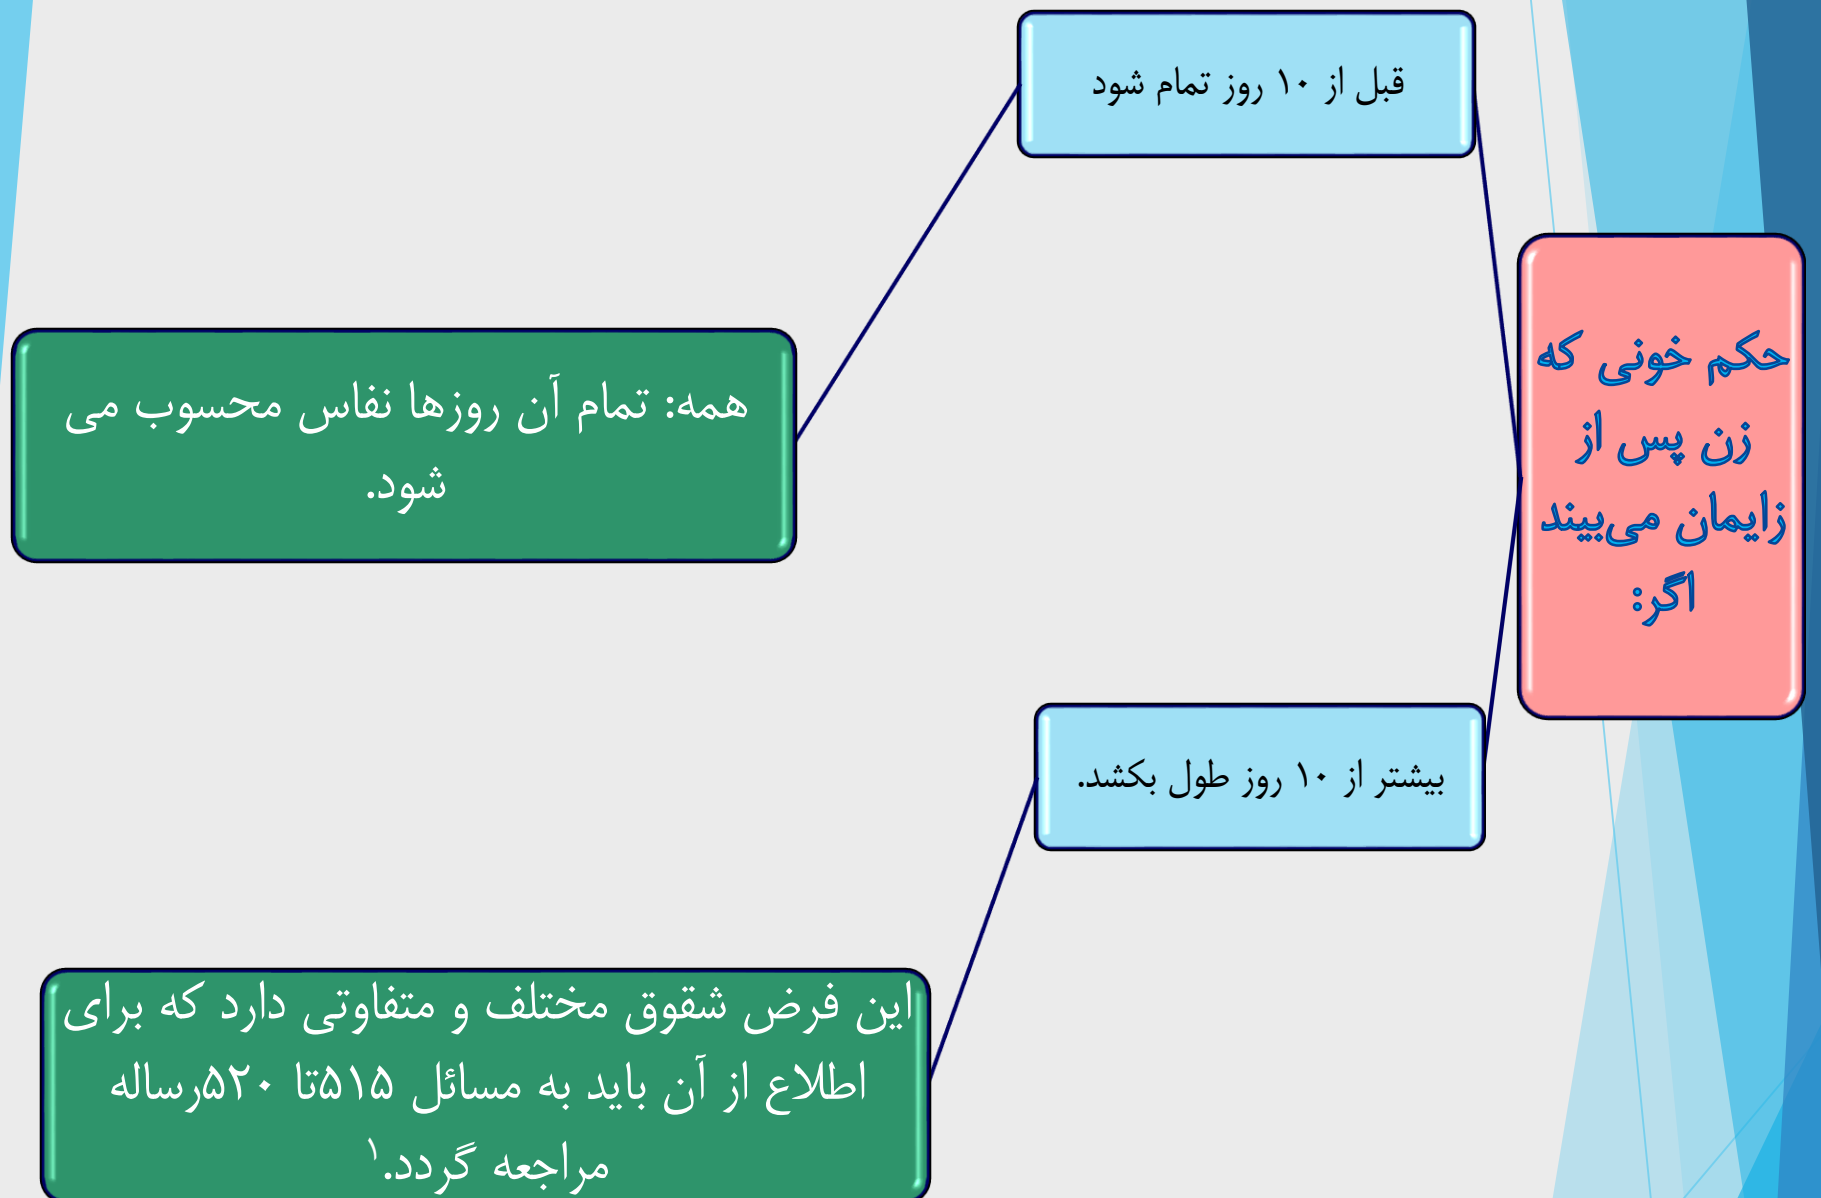 حکم خونی که
زن پس از
زایمان می‌بیند
اگر:
قبل از ۱۰ روز تمام شود
همه: تمام آن روزها نفاس محسوب می
شود.
بیشتر از ۱۰ روز طول بکشد.
این فرض شقوق مختلف و متفاوتی دارد که برای
اطلاع از آن باید به مسائل ۵۱۵تا ۵۲۰رساله
مراجعه گردد.۱